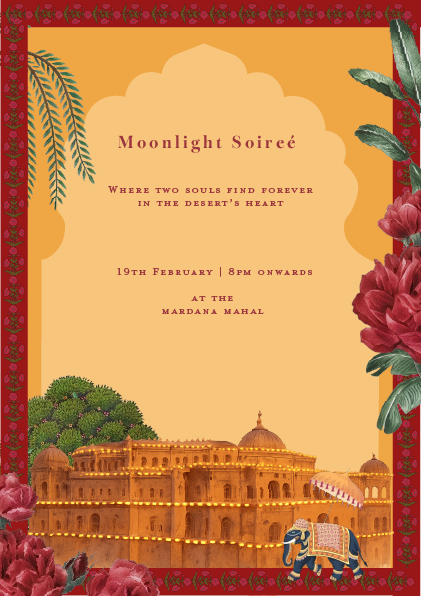 Moonlight Soireé
Where two souls find forever
in the desert's heart
19th February | 8pm onwards
at the
mardana mahal